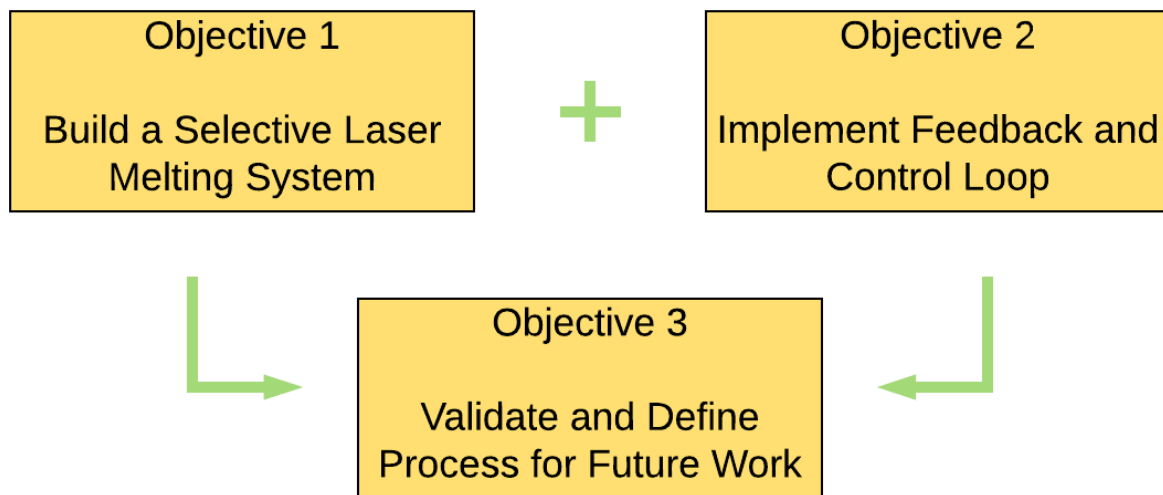 Objective 1
Build a Selective Laser
Melting System
Objective 2
Implement Feedback and
Control Loop
Objective 3
Validate and Define
Process for Future Work